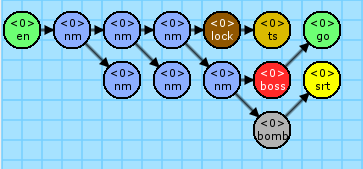 <0> en
<0> nm
<0> nm
<0> nm
<0> lock
<0> ts
<0> go
<0> nm
<0> nm
<0> nm
<0> boss
<0> srt
<0> bomb